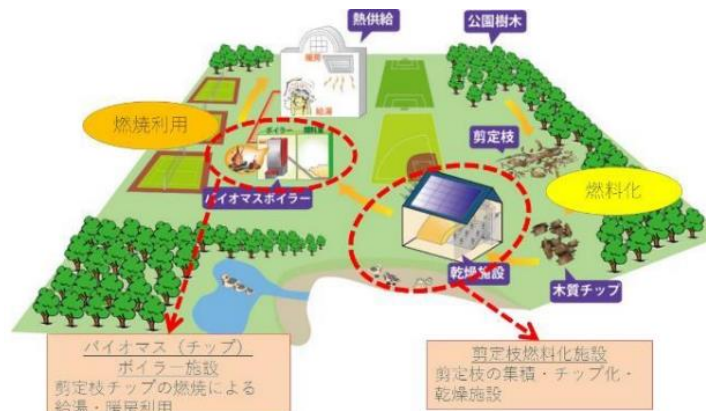 熱供給
公園樹木
暖房
給湯
燃焼利用
ボイラー
バイオマスボイラー
剪定枝
燃料化
乾燥施設
木質チップ
バイオマス（チップ）
ボイラー施設
剪定枝チップの燃焼による
給湯・暖房利用
剪定枝燃料化施設
剪定枝の集積・チップ化・
乾燥施設